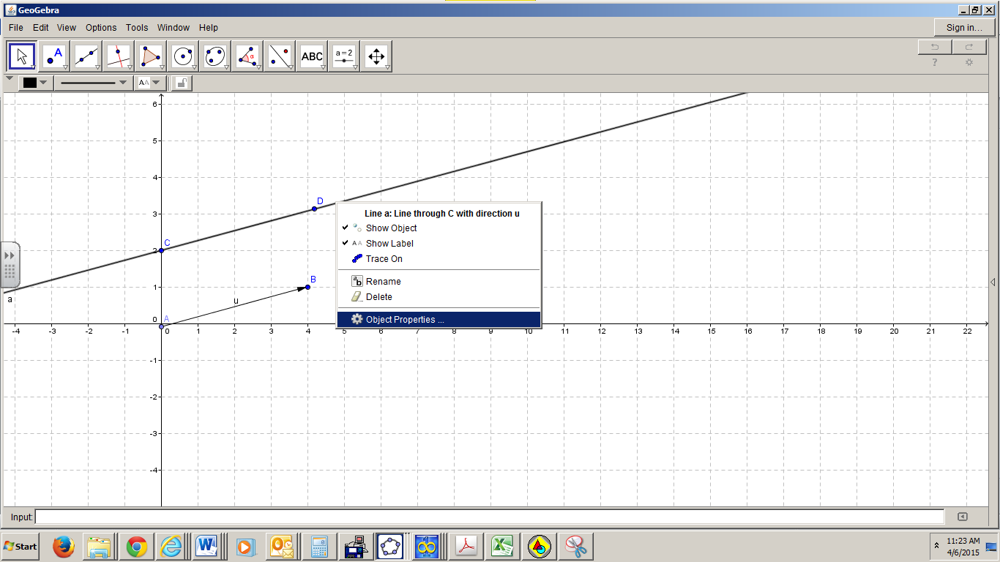 GeoGebra
File Edit View Options Tools Window Help
Sign in...
A α ABC a=2
AA ?
6
5
4
3
2
1
0
-1
-2
-3
-4
-4 -3 -2 -1 0 1 2 3 4 5 6 7 8 9 10 11 12 13 14 15 16 17 18 19 20 21 22
D
C
B
a
u
A
Line a: Line through C with direction u
Show Object
AA Show Label
Trace On
ab Rename
Delete
Object Properties ...
Input:
Start
11:23 AM
4/6/2015